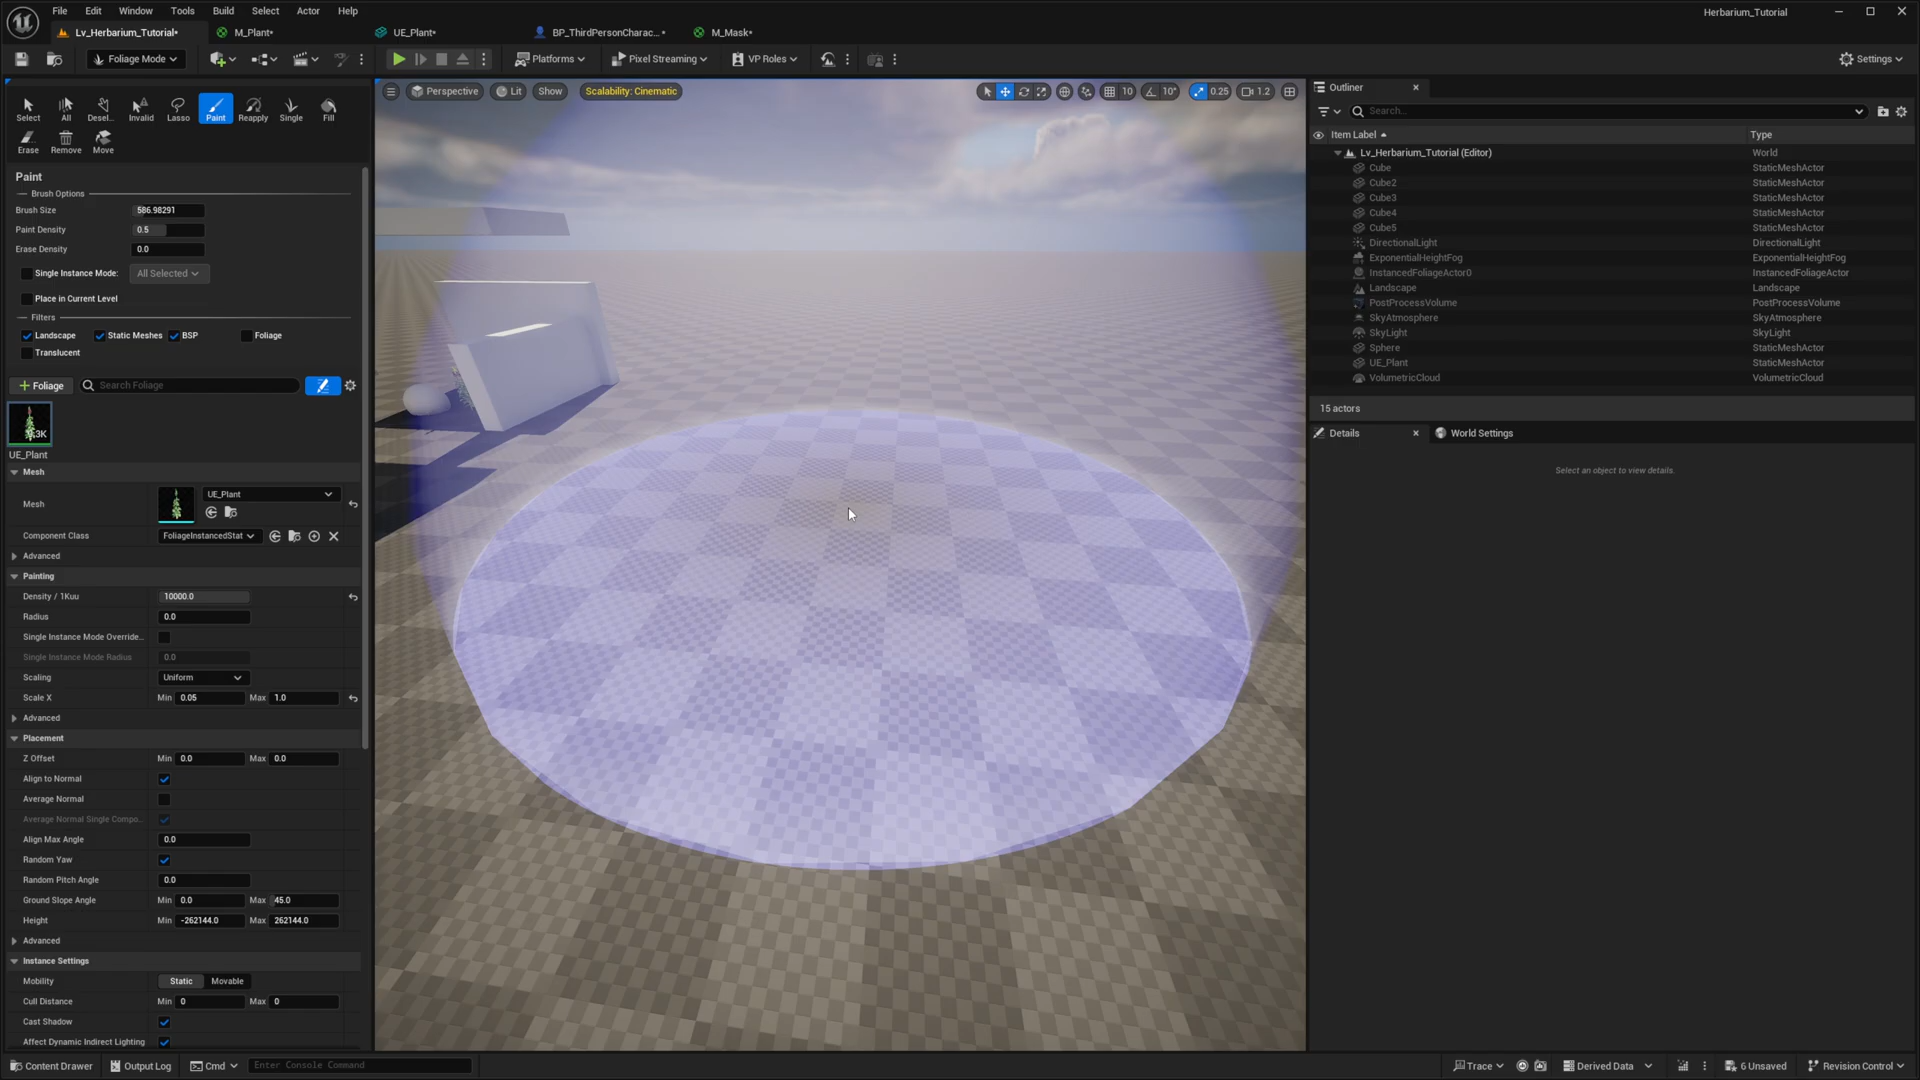 File Edit Window Tools Build Select Actor Help
Herbarium_Tutorial
Lv_Herbarium_Tutorial* M_Plant* UE_Plant* BP_ThirdPersonCharac...* M_Mask*
Foliage Mode Platforms Pixel Streaming VP Roles Settings
Select All Desel... Invalid Lasso Paint Reapply Single Fill
Erase Remove Move
Perspective Lit Show Scalability: Cinematic 10 10° 0.25 1.2
Paint
Brush Options
Brush Size 586.98291
Paint Density 0.5
Erase Density 0.0
Single Instance Mode: All Selected
Place in Current Level
Filters
Landscape Static Meshes BSP Foliage
Translucent
+ Foliage Search Foliage
UE_Plant
Mesh
Mesh UE_Plant
Component Class FoliageInstancedStat
Advanced
Painting
Density / 1Kuu 10000.0
Radius 0.0
Single Instance Mode Override..
Single Instance Mode Radius 0.0
Scaling Uniform
Scale X Min 0.05 Max 1.0
Advanced
Placement
Z Offset Min 0.0 Max 0.0
Align to Normal
Average Normal
Average Normal Single Compo..
Align Max Angle 0.0
Random Yaw
Random Pitch Angle 0.0
Ground Slope Angle Min 0.0 Max 45.0
Height Min -262144.0 Max 262144.0
Advanced
Instance Settings
Mobility Static Movable
Cull Distance Min 0 Max 0
Cast Shadow
Affect Dynamic Indirect Lighting
Outliner
Search...
Item Label Type
Lv_Herbarium_Tutorial (Editor) World
Cube StaticMeshActor
Cube2 StaticMeshActor
Cube3 StaticMeshActor
Cube4 StaticMeshActor
Cube5 StaticMeshActor
DirectionalLight DirectionalLight
ExponentialHeightFog ExponentialHeightFog
InstancedFoliageActor0 InstancedFoliageActor
Landscape Landscape
PostProcessVolume PostProcessVolume
SkyAtmosphere SkyAtmosphere
SkyLight SkyLight
Sphere StaticMeshActor
UE_Plant StaticMeshActor
VolumetricCloud VolumetricCloud
15 actors
Details World Settings
Select an object to view details.
Content Drawer Output Log Cmd Enter Console Command Trace Derived Data 6 Unsaved Revision Control